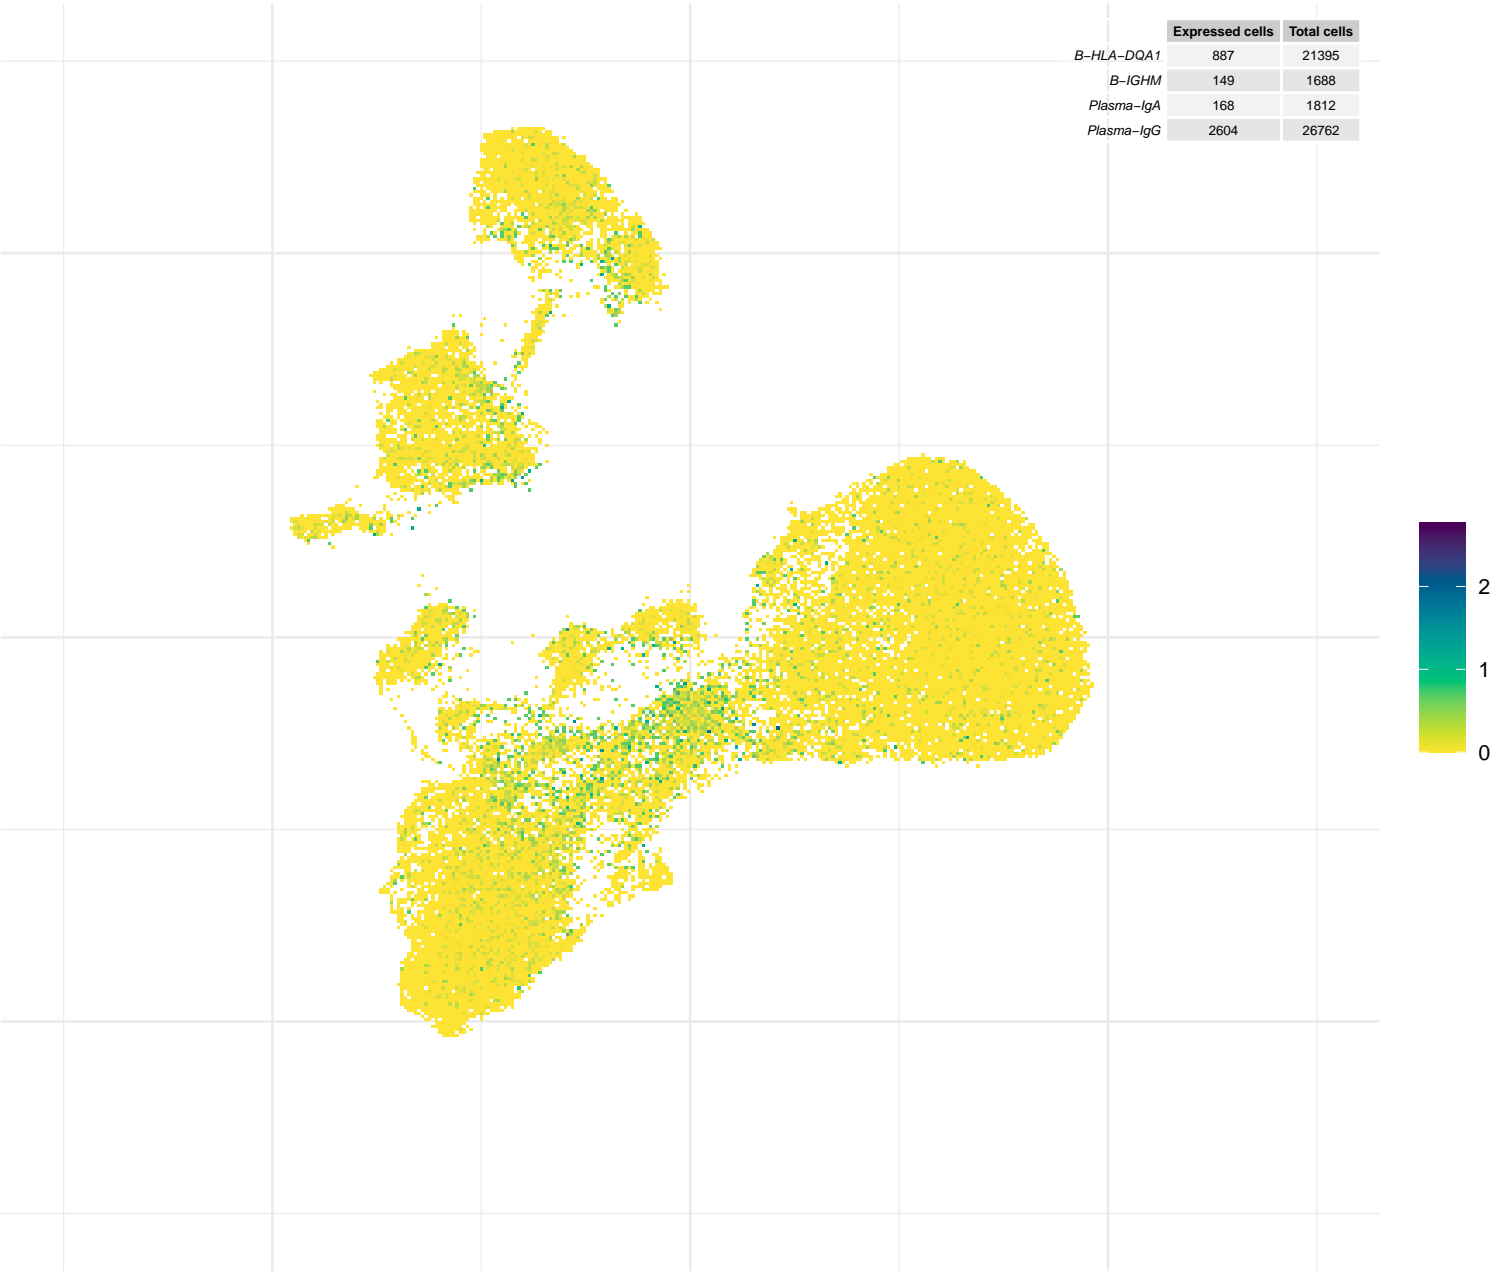 Expressed cells Total cells
B−HLA−DQA1 887 21395
B−IGHM 149 1688
Plasma−IgA 168 1812
Plasma−IgG 2604 26762
2
1
0